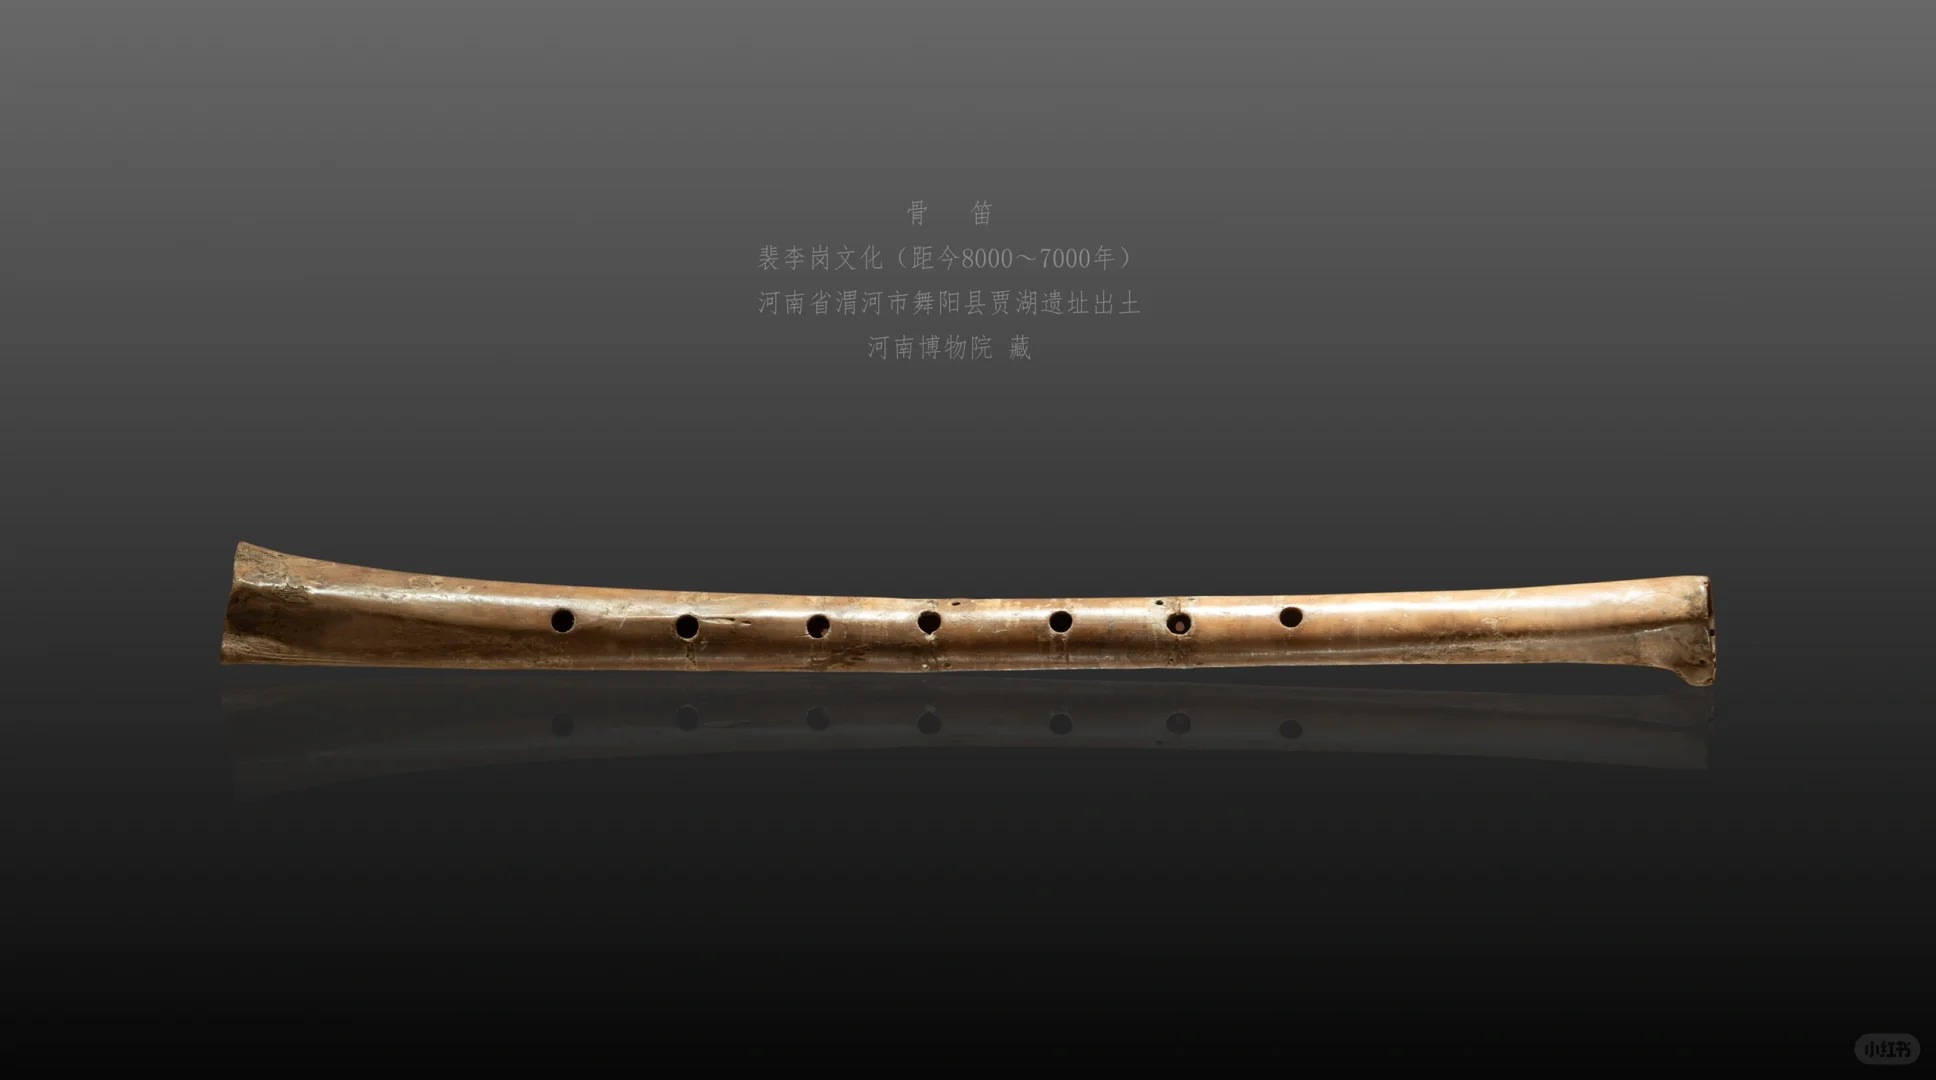 骨 笛
裴李岗文化（距今8000～7000年）
河南省渭河市舞阳县贾湖遗址出土
河南博物院 藏
小红书